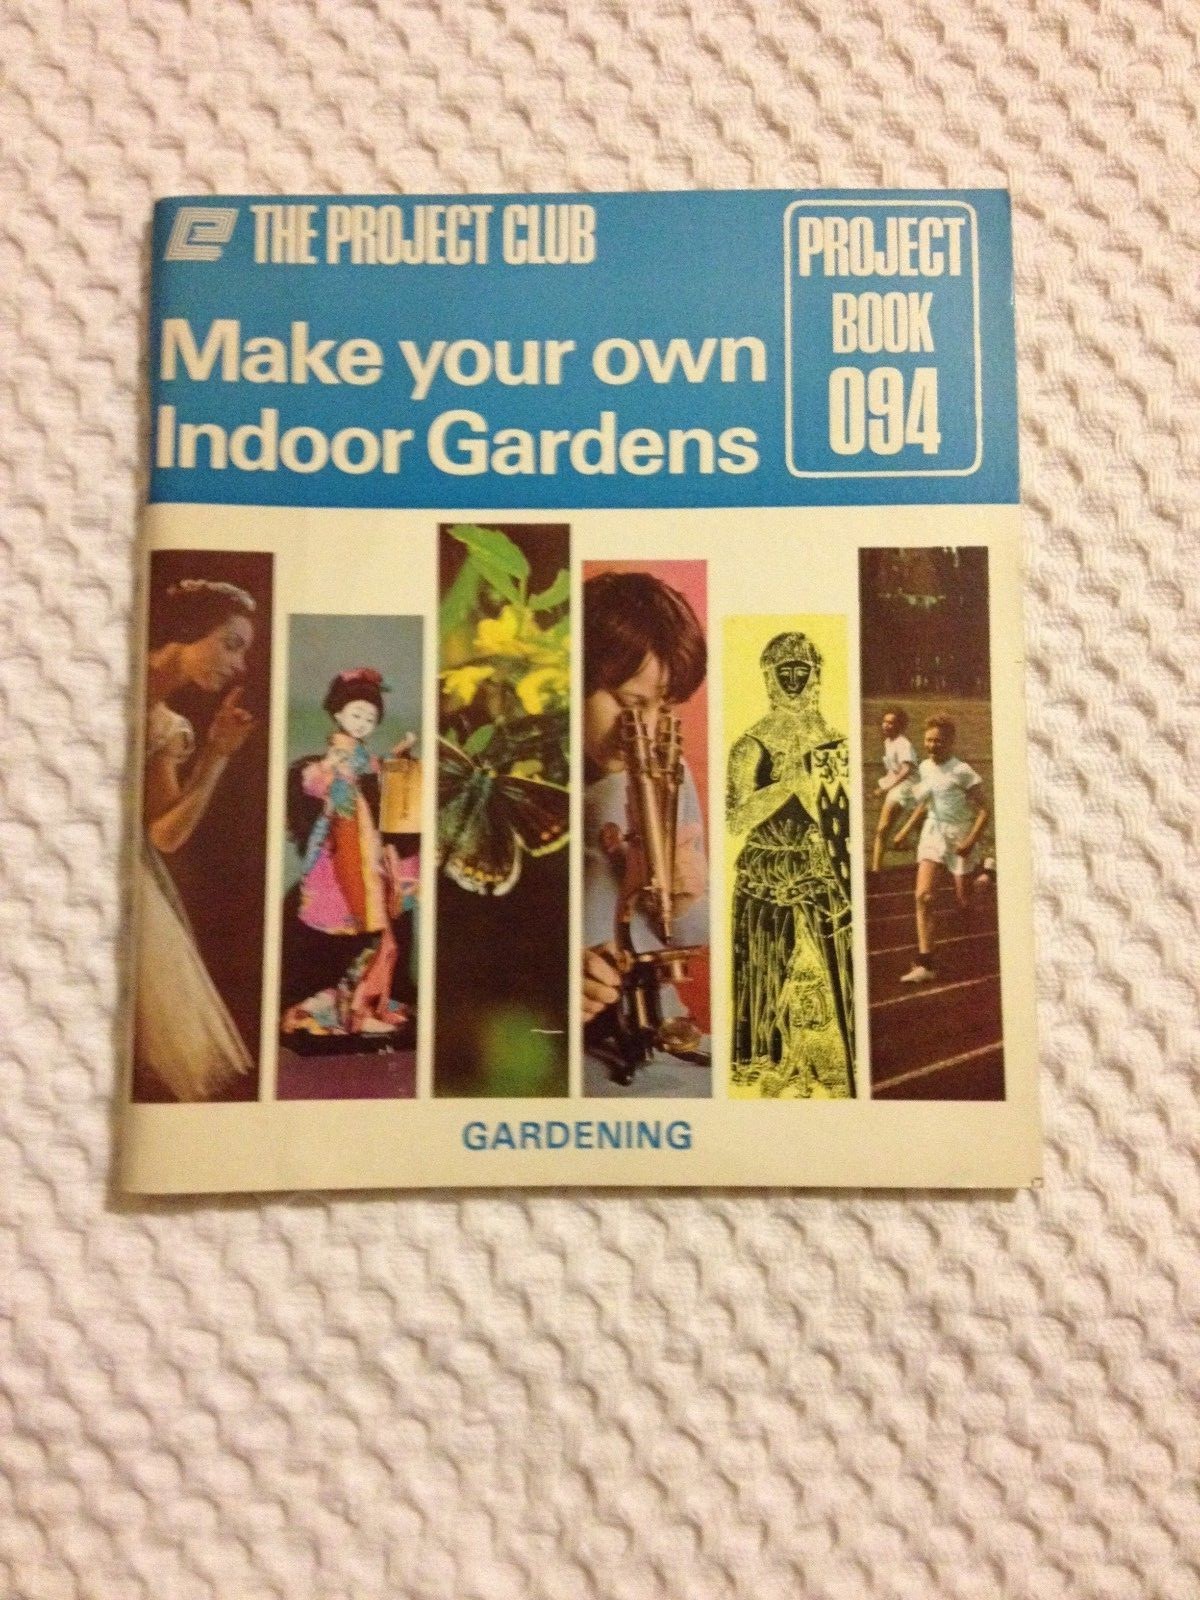 THE PROJECT CLUB
Make your own
Indoor Gardens
PROJECT
BOOK
094
GARDENING